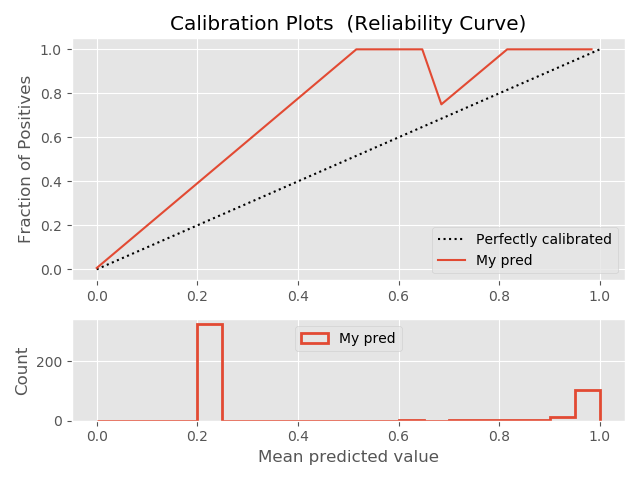 Calibration Plots  (Reliability Curve)
1.0
0.8
0.6
0.4
0.2
0.0
Fraction of Positives
Perfectly calibrated
My pred
0.0 0.2 0.4 0.6 0.8 1.0
My pred
200
0
Count
0.0 0.2 0.4 0.6 0.8 1.0
Mean predicted value